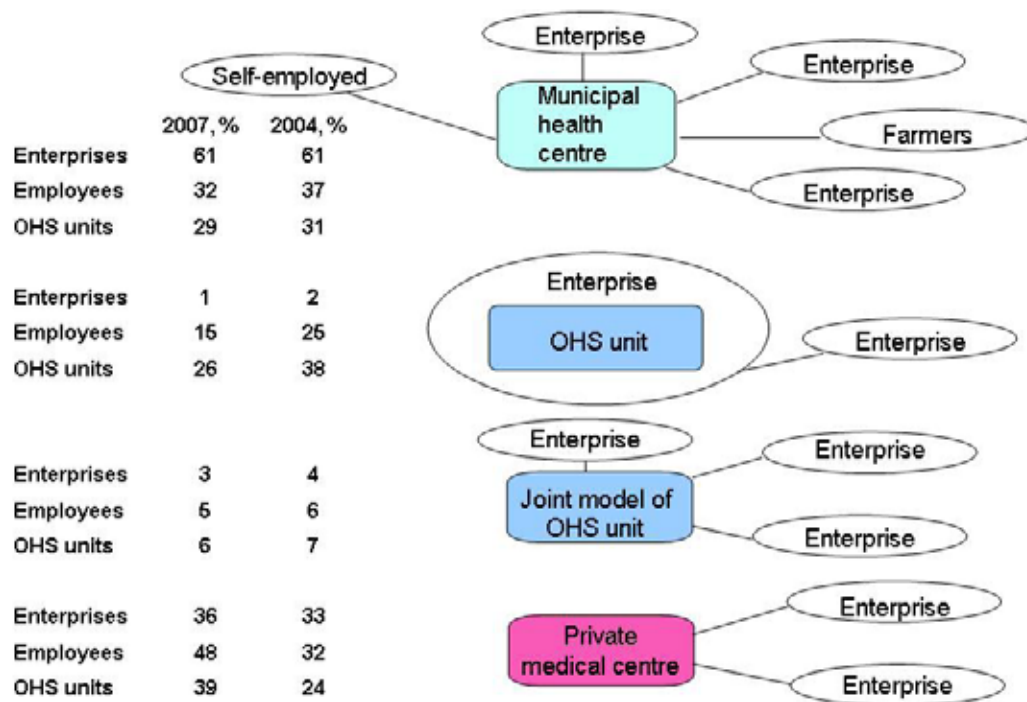 Enterprise
Self-employed
Enterprise
Municipal
health
centre
Farmers
Enterprise
2007, % 2004, %
Enterprises 61 61
Employees 32 37
OHS units 29 31
Enterprise
OHS unit
Enterprise
Enterprises 1 2
Employees 15 25
OHS units 26 38
Enterprise
Enterprise
Joint model of
OHS unit
Enterprise
Enterprises 3 4
Employees 5 6
OHS units 6 7
Enterprise
Private
medical centre
Enterprise
Enterprises 36 33
Employees 48 32
OHS units 39 24